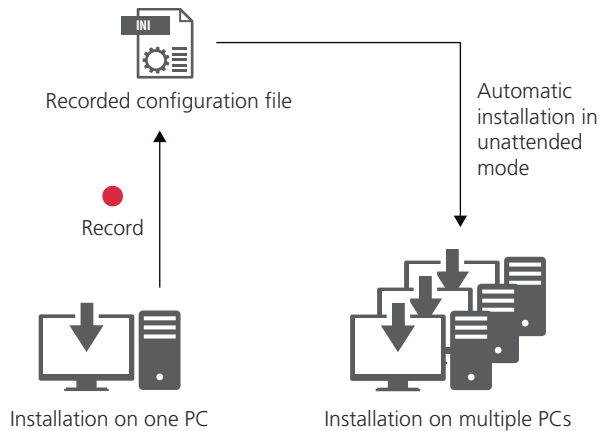 INI
Recorded configuration file
Automatic
installation in
unattended
mode
Record
Installation on one PC
Installation on multiple PCs